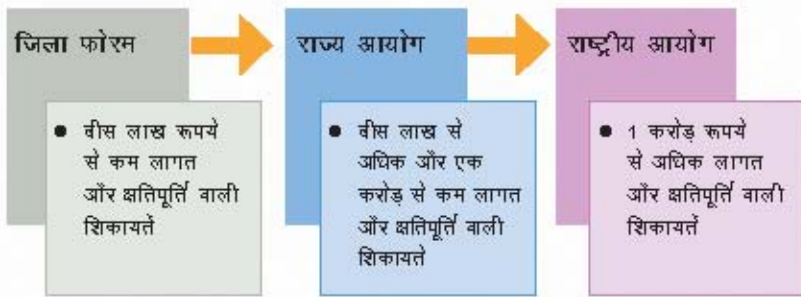 जिला फोरम
राज्य आयोग
राष्ट्रीय आयोग
• वीस लाख रूपये
से कम लागत
और क्षतिपूर्ति वाली
शिकायतें
• वीस लाख से
अधिक और एक
करोड़ से कम लागत
और क्षतिपूर्ति वाली
शिकायतें
• 1 करोड़ रूपये
से अधिक लागत
और क्षतिपूर्ति वाली
शिकायतें